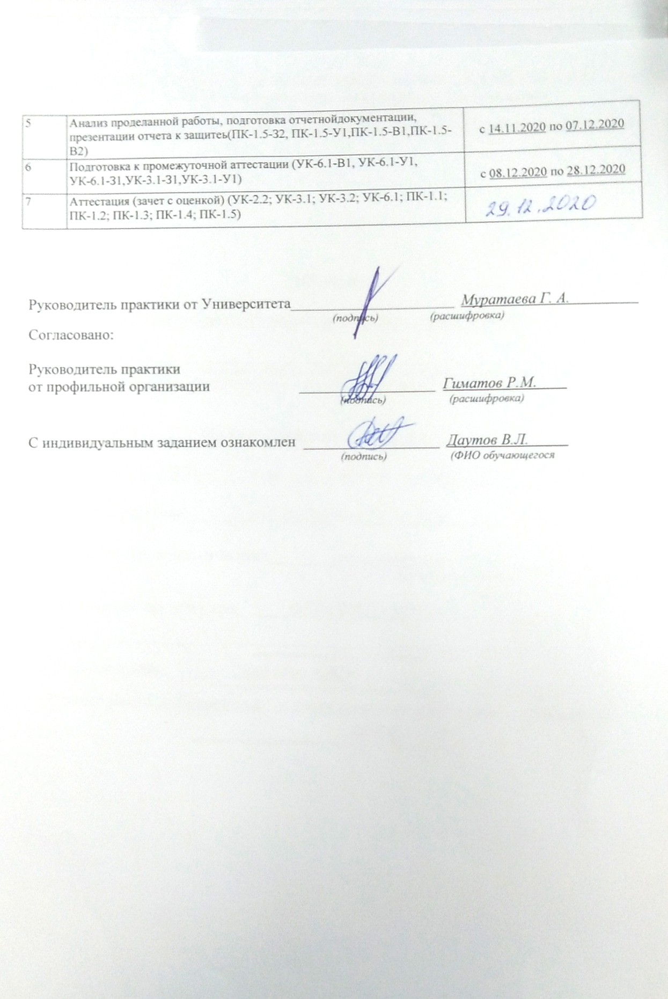 5 Анализ проделанной работы, подготовка отчетнойдокументации,
презентации отчета к защитеь(ПК-1.5-З2, ПК-1.5-У1,ПК-1.5-В1,ПК-1.5-
В2)
с 14.11.2020 по 07.12.2020
6 Подготовка к промежуточной аттестации (УК-6.1-В1, УК-6.1-У1,
УК-6.1-З1,УК-3.1-З1,УК-3.1-У1)
с 08.12.2020 по 28.12.2020
7 Аттестация (зачет с оценкой) (УК-2.2; УК-3.1; УК-3.2; УК-6.1; ПК-1.1;
ПК-1.2; ПК-1.3; ПК-1.4; ПК-1.5)
29.12.2020
Руководитель практики от Университета Муратаева Г. А.
(подпись) (расшифровка)
Согласовано:
Руководитель практики
от профильной организации Гиматов Р.М.
(подпись) (расшифровка)
С индивидуальным заданием ознакомлен Даутов В.Л.
(подпись) (ФИО обучающегося